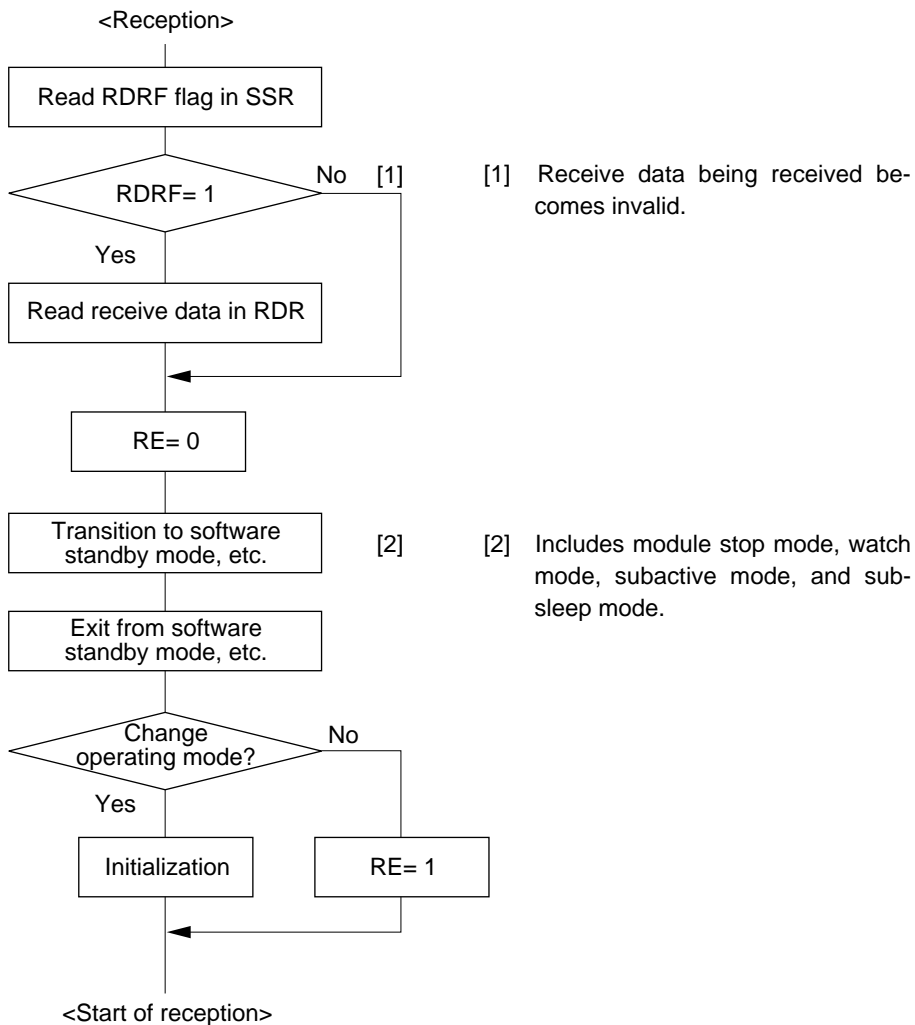 <Reception>
Read RDRF flag in SSR
RDRF= 1
No [1]
[1] Receive data being received be-
comes invalid.
Yes
Read receive data in RDR
RE= 0
Transition to software
standby mode, etc.
[2]
[2] Includes module stop mode, watch
mode, subactive mode, and sub-
sleep mode.
Exit from software
standby mode, etc.
Change
operating mode?
No
Yes
Initialization
RE= 1
<Start of reception>